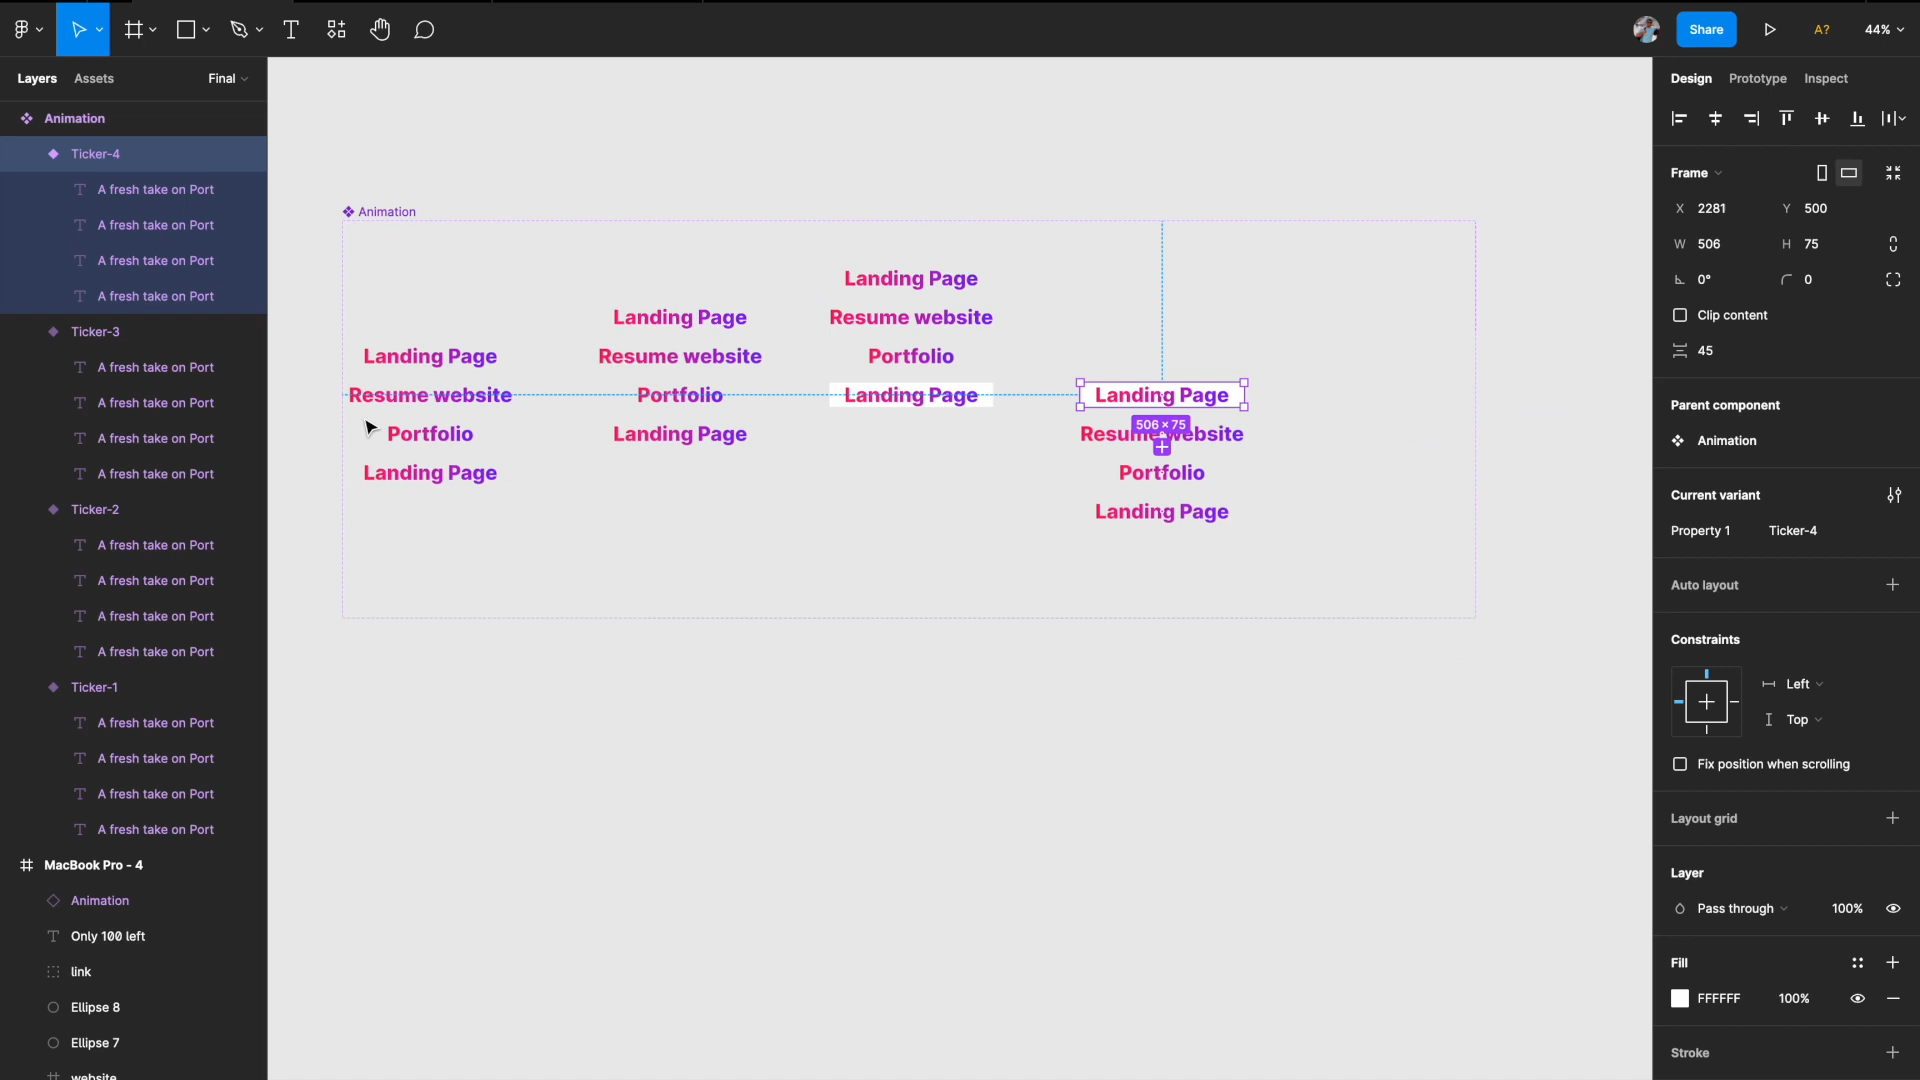 Share
A?
44%
Layers
Assets
Final
Animation
Ticker-4
A fresh take on Port
A fresh take on Port
A fresh take on Port
A fresh take on Port
Ticker-3
A fresh take on Port
A fresh take on Port
A fresh take on Port
A fresh take on Port
Ticker-2
A fresh take on Port
A fresh take on Port
A fresh take on Port
A fresh take on Port
Ticker-1
A fresh take on Port
A fresh take on Port
A fresh take on Port
A fresh take on Port
MacBook Pro - 4
Animation
Only 100 left
link
Ellipse 8
Ellipse 7
website
Animation
Landing Page
Resume website
Portfolio
Landing Page
Landing Page
Resume website
Portfolio
Landing Page
Landing Page
Resume website
Portfolio
Landing Page
Landing Page
506 × 75
Resume website
Portfolio
Landing Page
Design
Prototype
Inspect
Frame
X 2281
Y 500
W 506
H 75
0°
0
Clip content
45
Parent component
Animation
Current variant
Property 1
Ticker-4
Auto layout
Constraints
Left
Top
Fix position when scrolling
Layout grid
Layer
Pass through
100%
Fill
FFFFFF
100%
Stroke